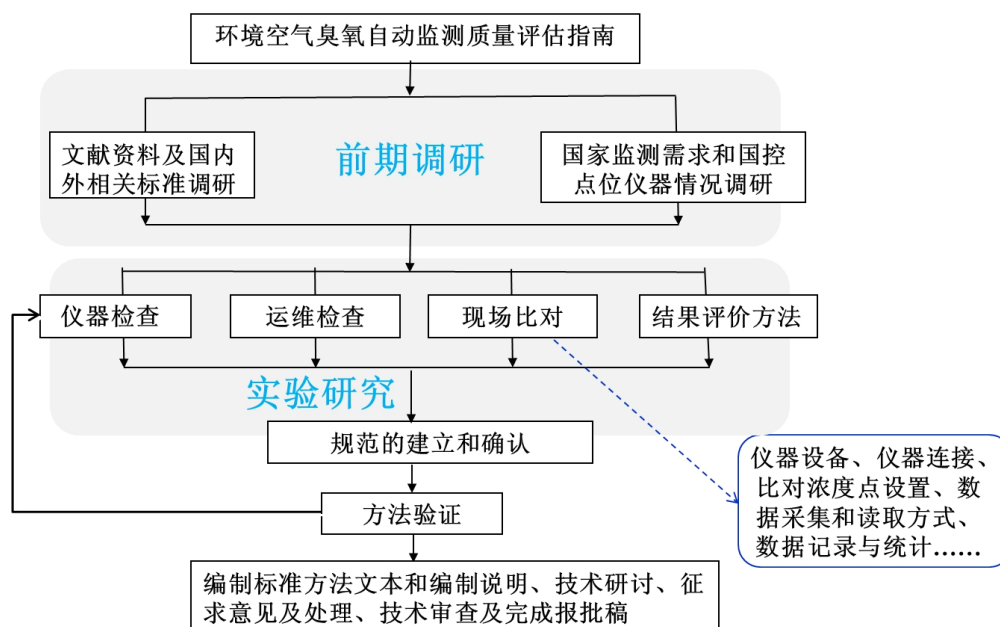 环境空气臭氧自动监测质量评估指南
前期调研
文献资料及国内
外相关标准调研
国家监测需求和国控
点位仪器情况调研
仪器检查
运维检查
现场比对
结果评价方法
实验研究
规范的建立和确认
方法验证
仪器设备、仪器连接、
比对浓度点设置、数
据采集和读取方式、
数据记录与统计......
编制标准方法文本和编制说明、技术研讨、征
求意见及处理、技术审查及完成报批稿